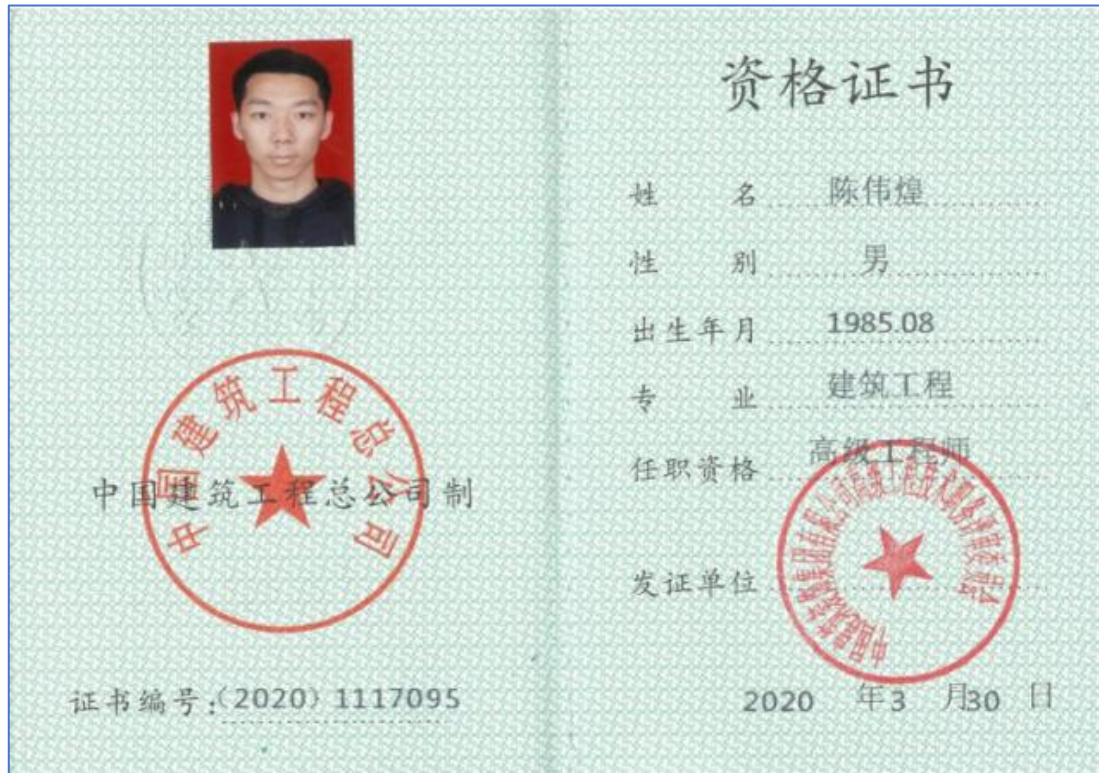 中国建筑工程总公司
中国建筑工程总公司制
证书编号:(2020) 1117095
资格证书
姓 名 陈伟煌
性 别 男
出生年月 1985.08
专 业 建筑工程
任职资格 高级工程师
发证单位
2020 年3 月30 日